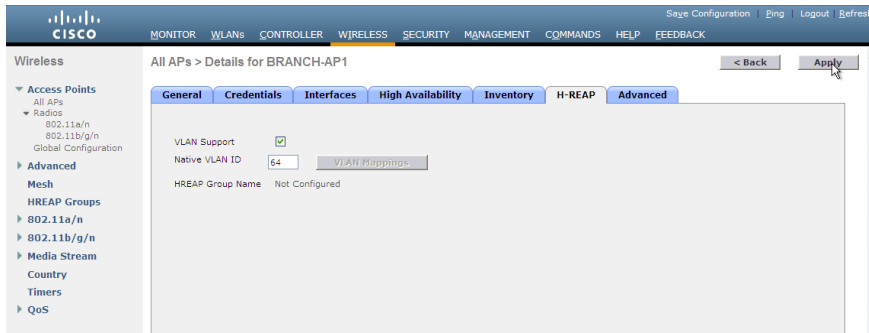 Save Configuration | Ping | Logout | Refres
CISCO
MONITOR WLANs CONTROLLER WIRELESS SECURITY MANAGEMENT COMMANDS HELP FEEDBACK
Wireless
All APs > Details for BRANCH-AP1
< Back
Apply
Access Points
All APs
Radios
802.11a/n
802.11b/g/n
Global Configuration
Advanced
Mesh
HREAP Groups
802.11a/n
802.11b/g/n
Media Stream
Country
Timers
QoS
General Credentials Interfaces High Availability Inventory H-REAP Advanced
VLAN Support
Native VLAN ID 64 VLAN Mappings
HREAP Group Name Not Configured